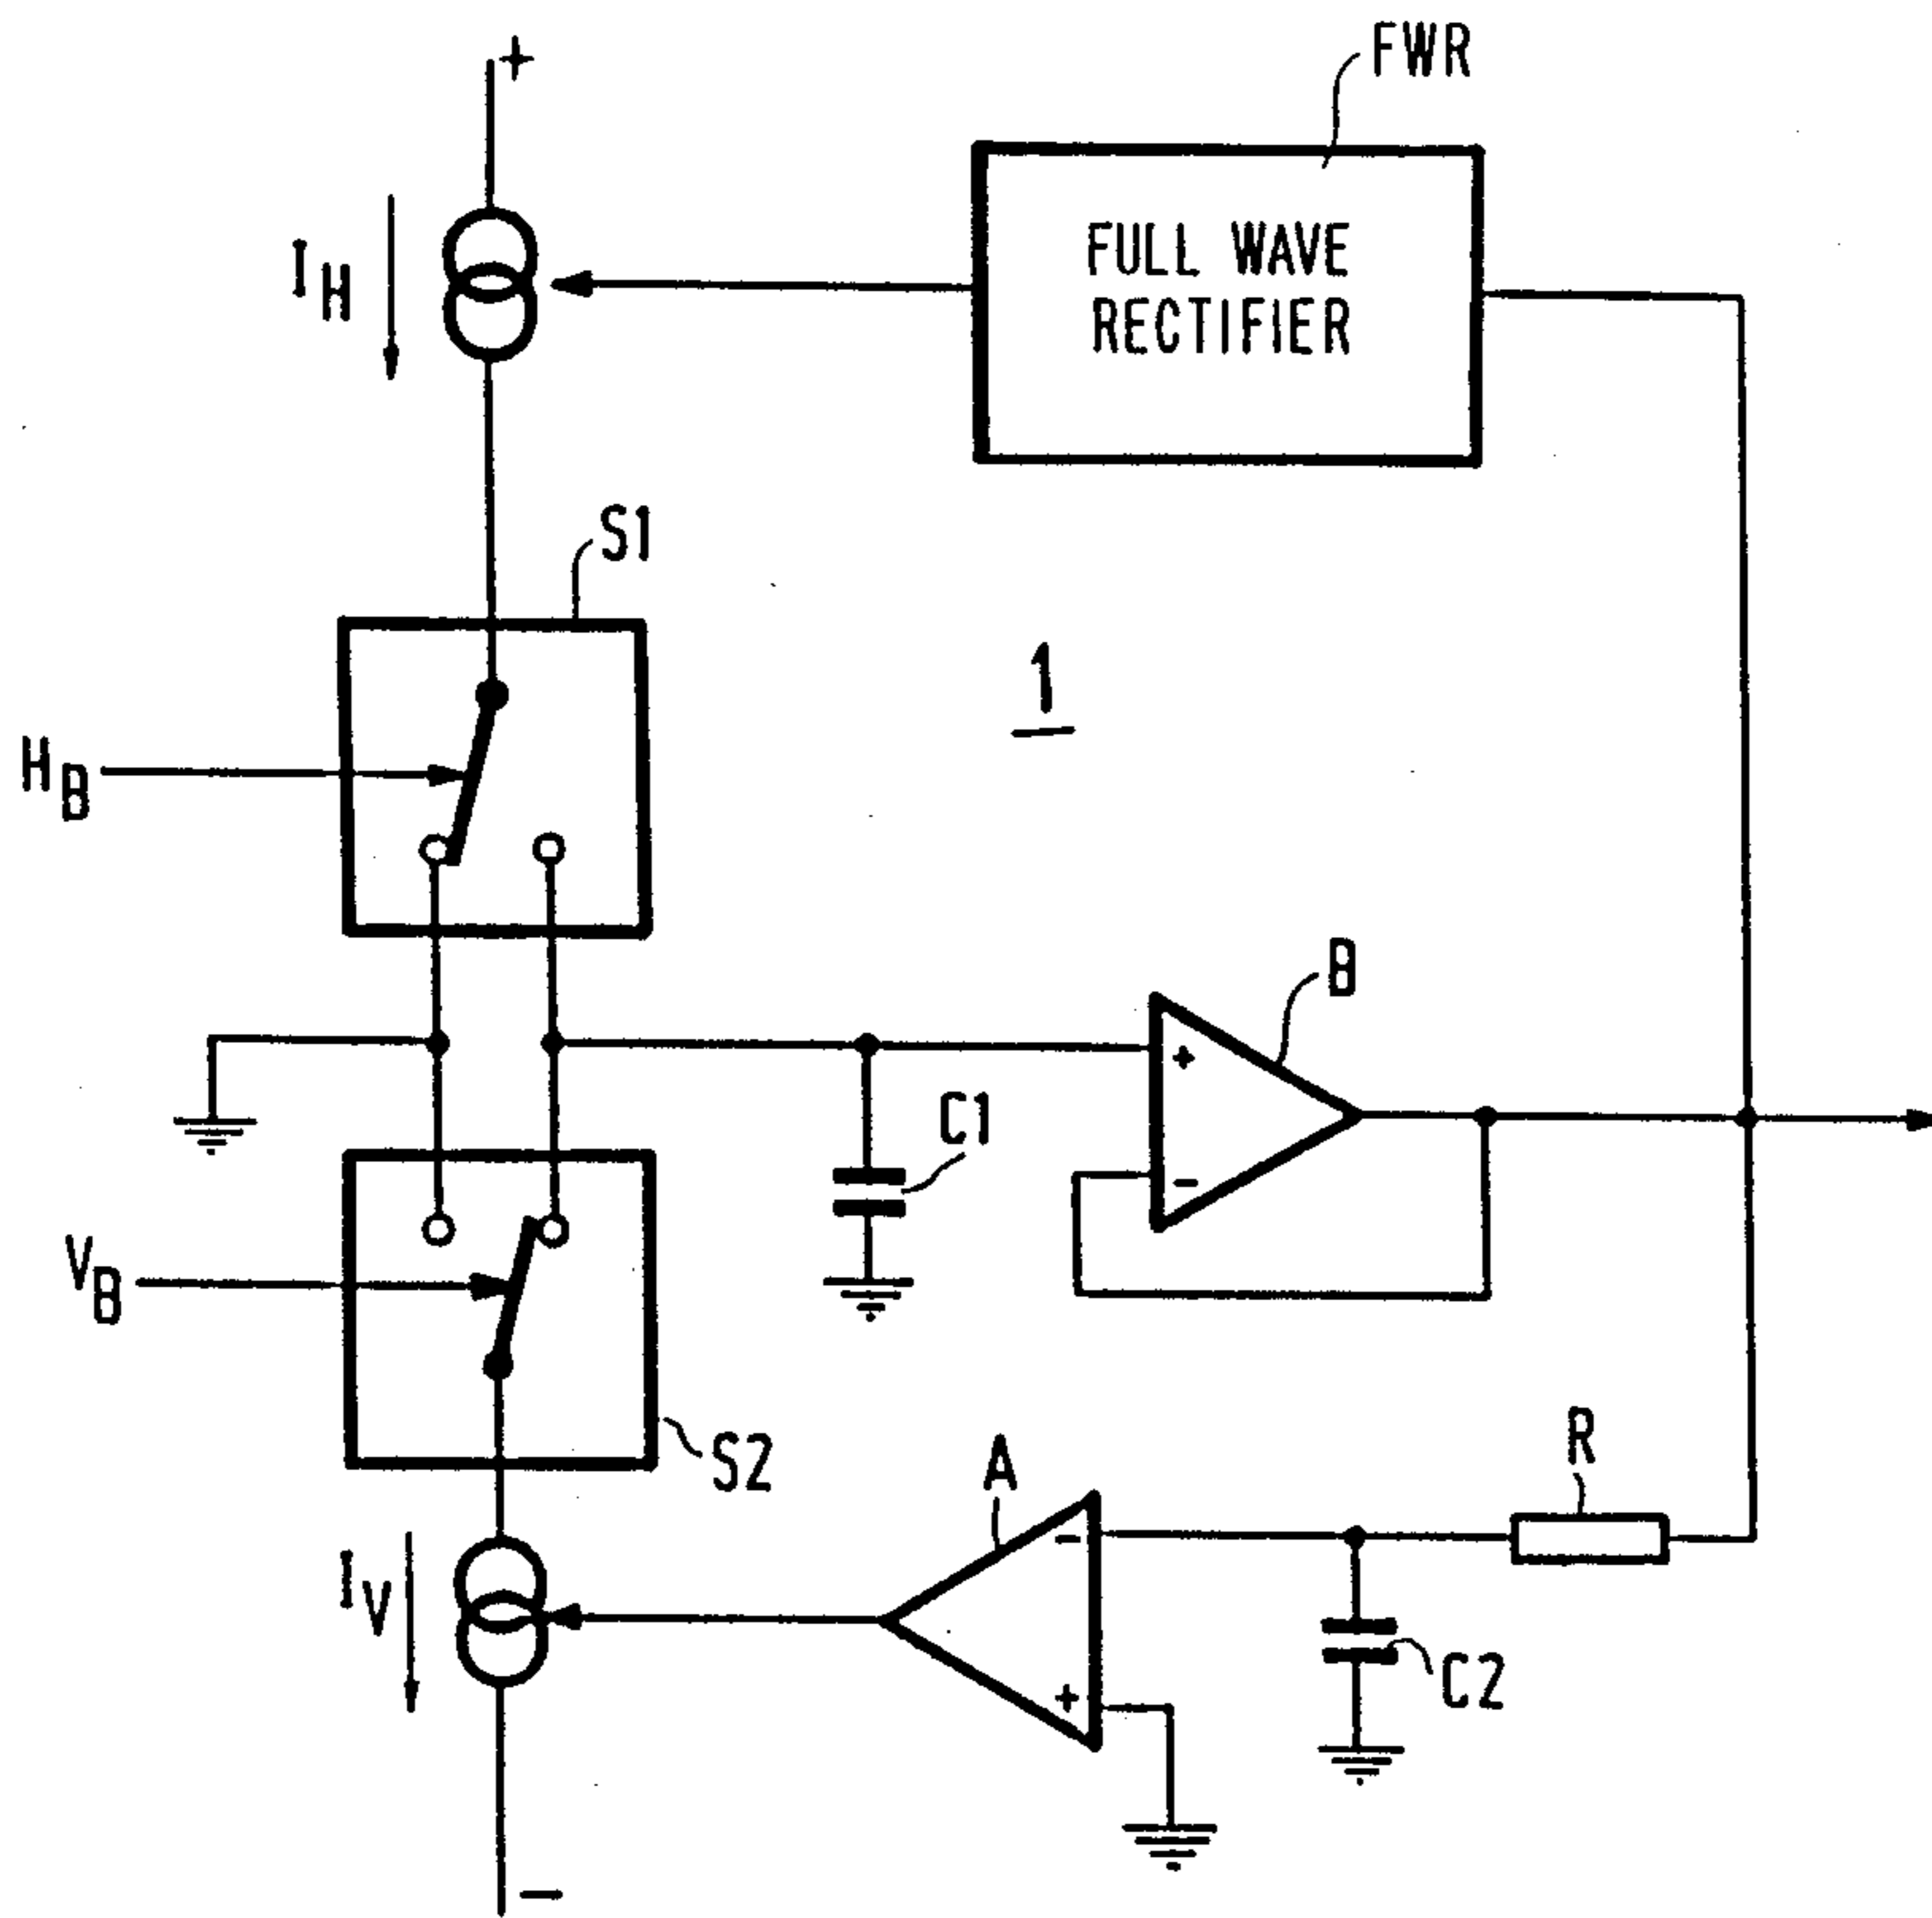 +
FWR
FULL WAVE
RECTIFIER
I_H
S1
1
H_B
B
+
C1
-
V_B
S2
A
R
-
I_V
C2
+
-